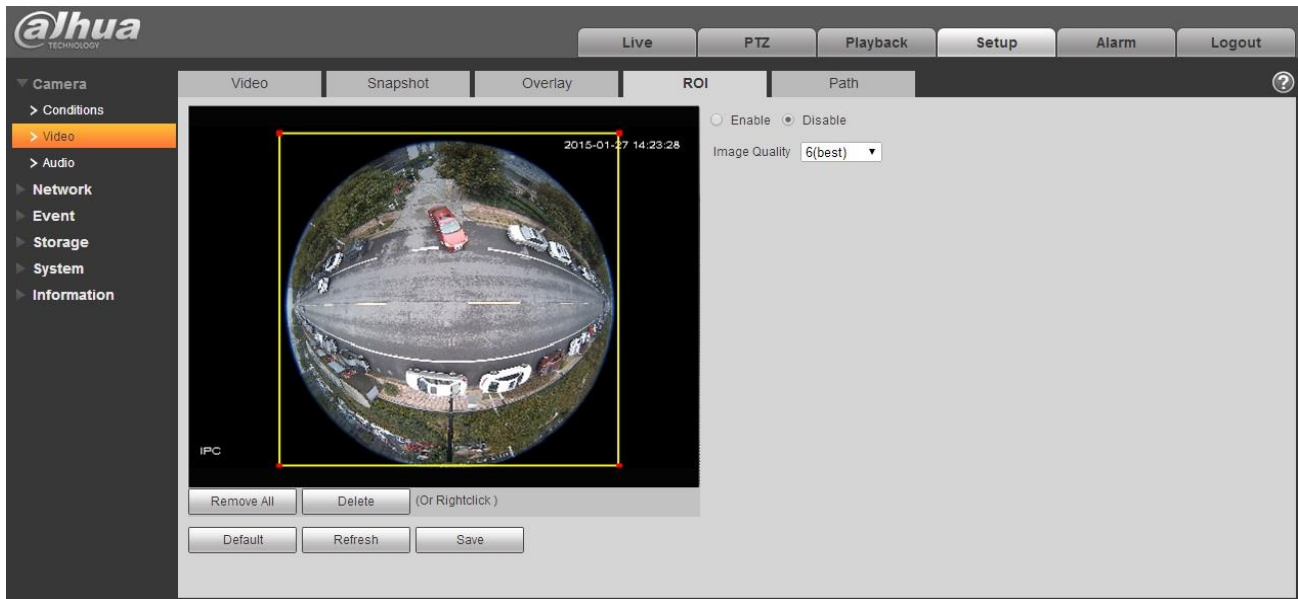 alhua
TECHNOLOGY
Live PTZ Playback Setup Alarm Logout
Camera
Conditions
Video
Audio
Network
Event
Storage
System
Information
Video Snapshot Overlay ROI Path
?
2015-01-27 14:23:28
IPC
Enable Disable
Image Quality 6(best)
Remove All Delete (Or Rightclick )
Default Refresh Save